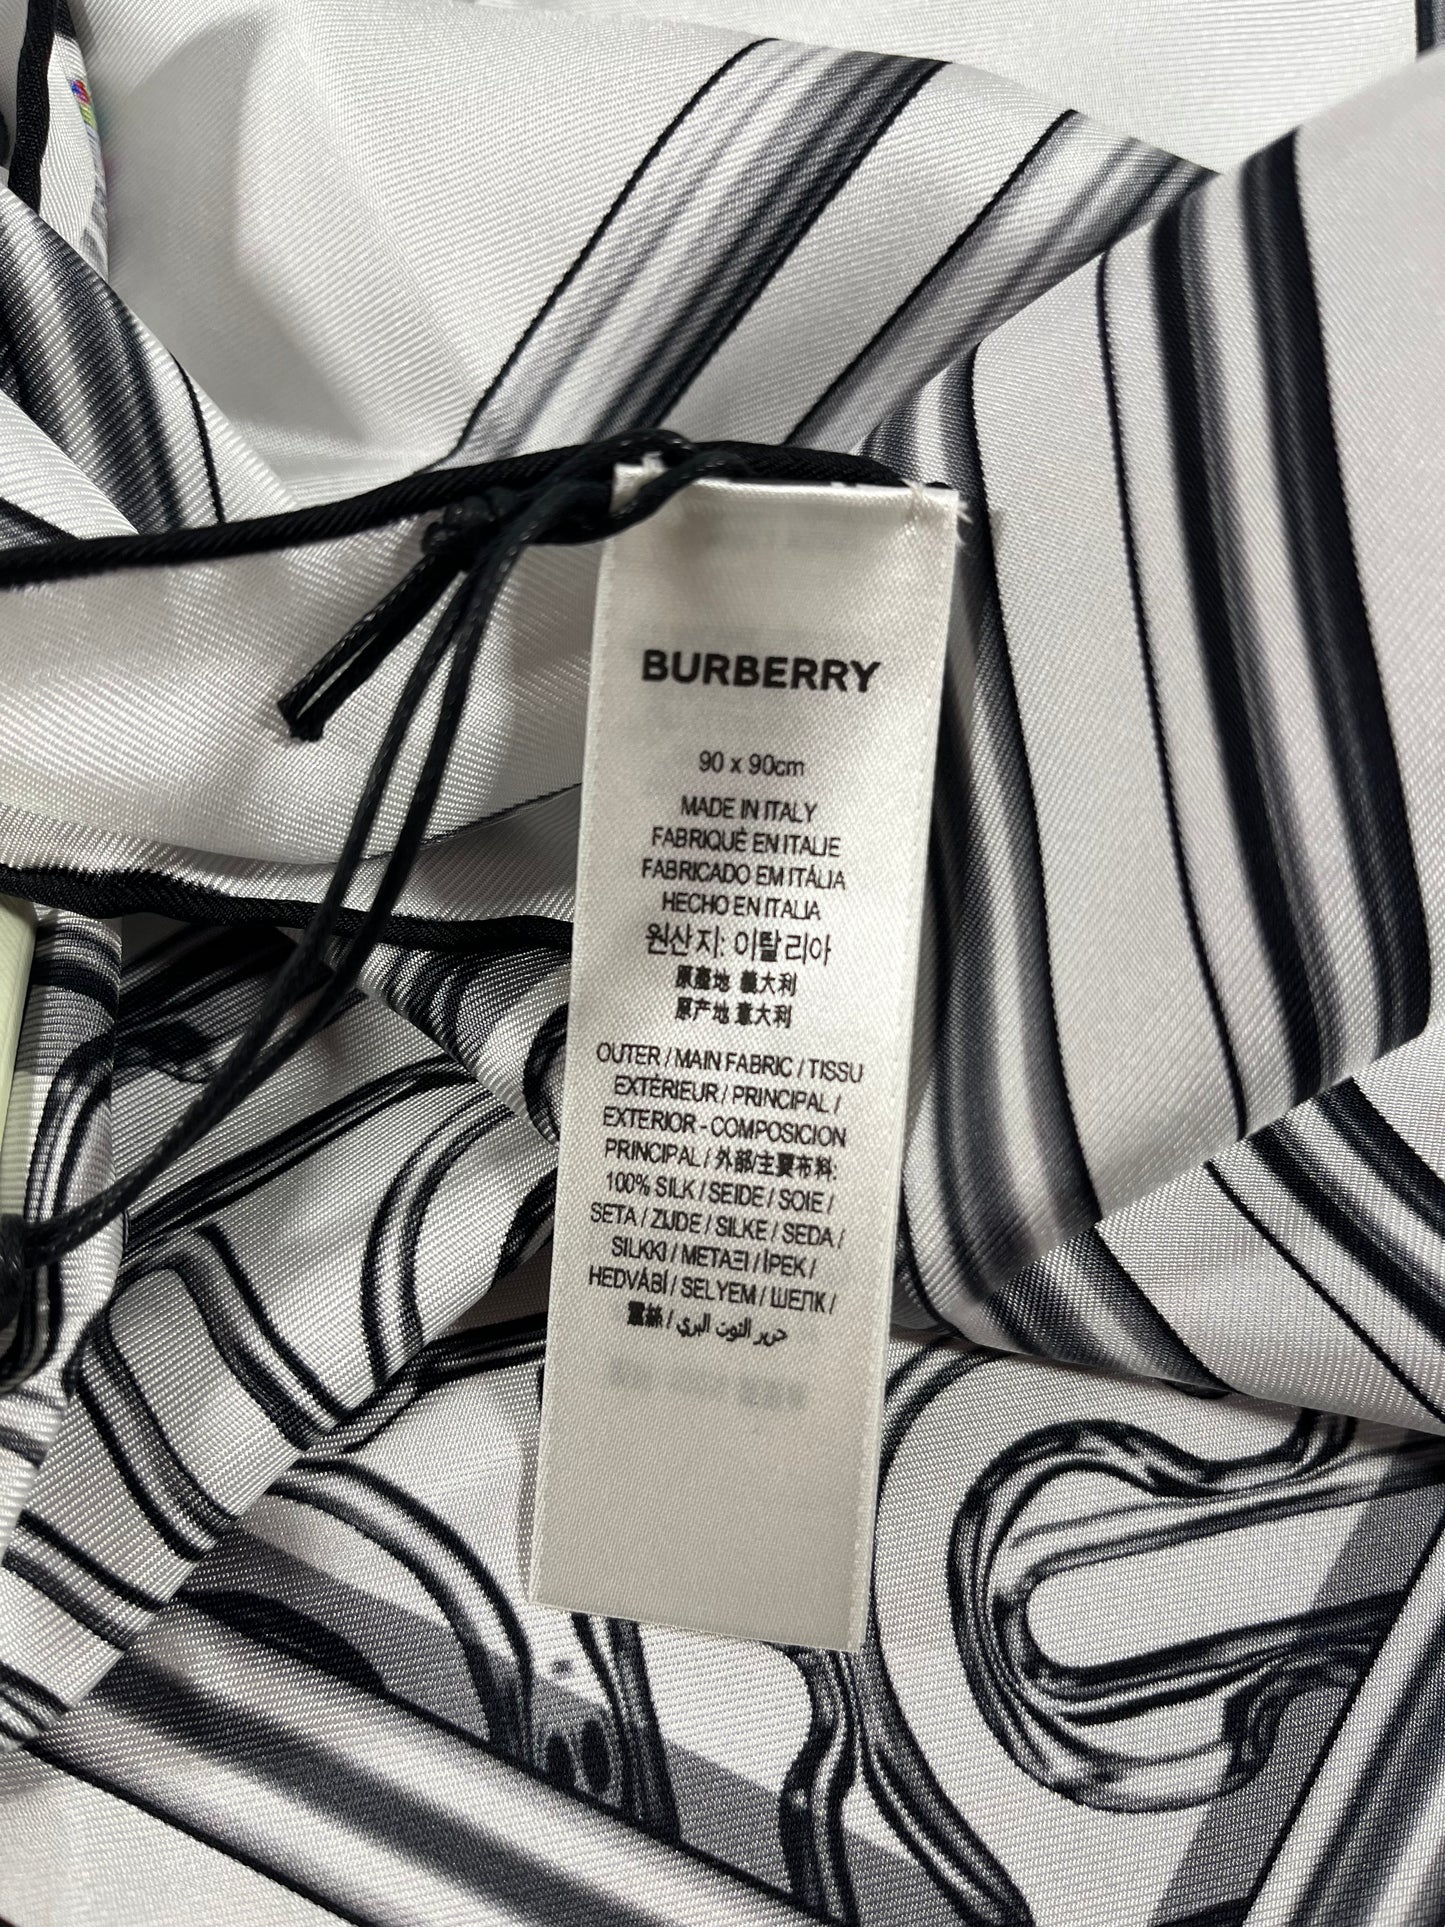 BURBERRY
90 x 90cm
MADE IN ITALY
FABRIQUÉ EN ITALIE
FABRICADO EM ITÁLIA
HECHO EN ITALIA
원산지: 이탈리아
原產地 義大利
原产地 意大利
OUTER / MAIN FABRIC / TISSU
EXTÉRIEUR / PRINCIPAL /
EXTERIOR - COMPOSICION
PRINCIPAL / 外部/主要布料:
100% SILK / SEIDE / SOIE /
SETA / ZIJDE / SILKE / SEDA /
SILKKI / ΜΕΤΑΞΙ / İPEK /
HEDVÁBÍ / SELYEM / ШЕЛК /
蠶絲 / حرير التوت البري